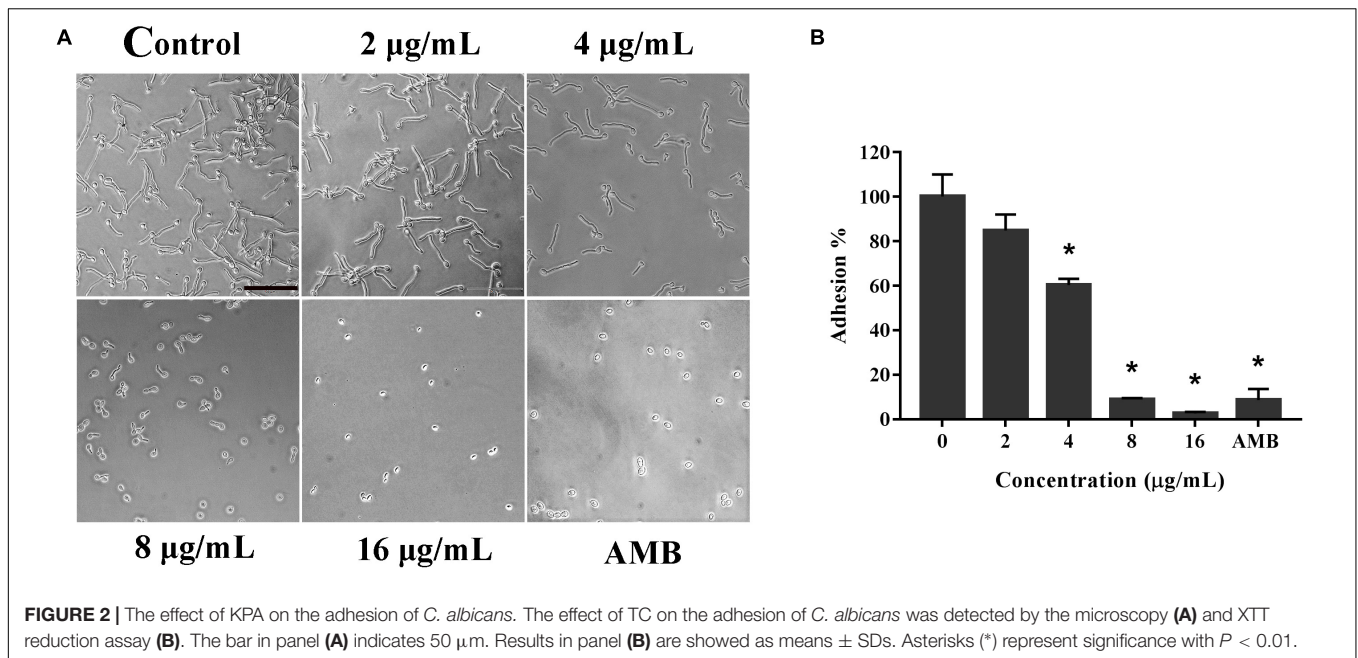 A
Control
2 μg/mL
4 μg/mL
8 μg/mL
16 μg/mL
AMB
B
Adhesion %
120
100
80
60
40
20
0
*
*
*
*
0 2 4 8 16 AMB
Concentration (μg/mL)
FIGURE 2 | The effect of KPA on the adhesion of C. albicans. The effect of TC on the adhesion of C. albicans was detected by the microscopy (A) and XTT
reduction assay (B). The bar in panel (A) indicates 50 μm. Results in panel (B) are showed as means ± SDs. Asterisks (*) represent significance with P < 0.01.